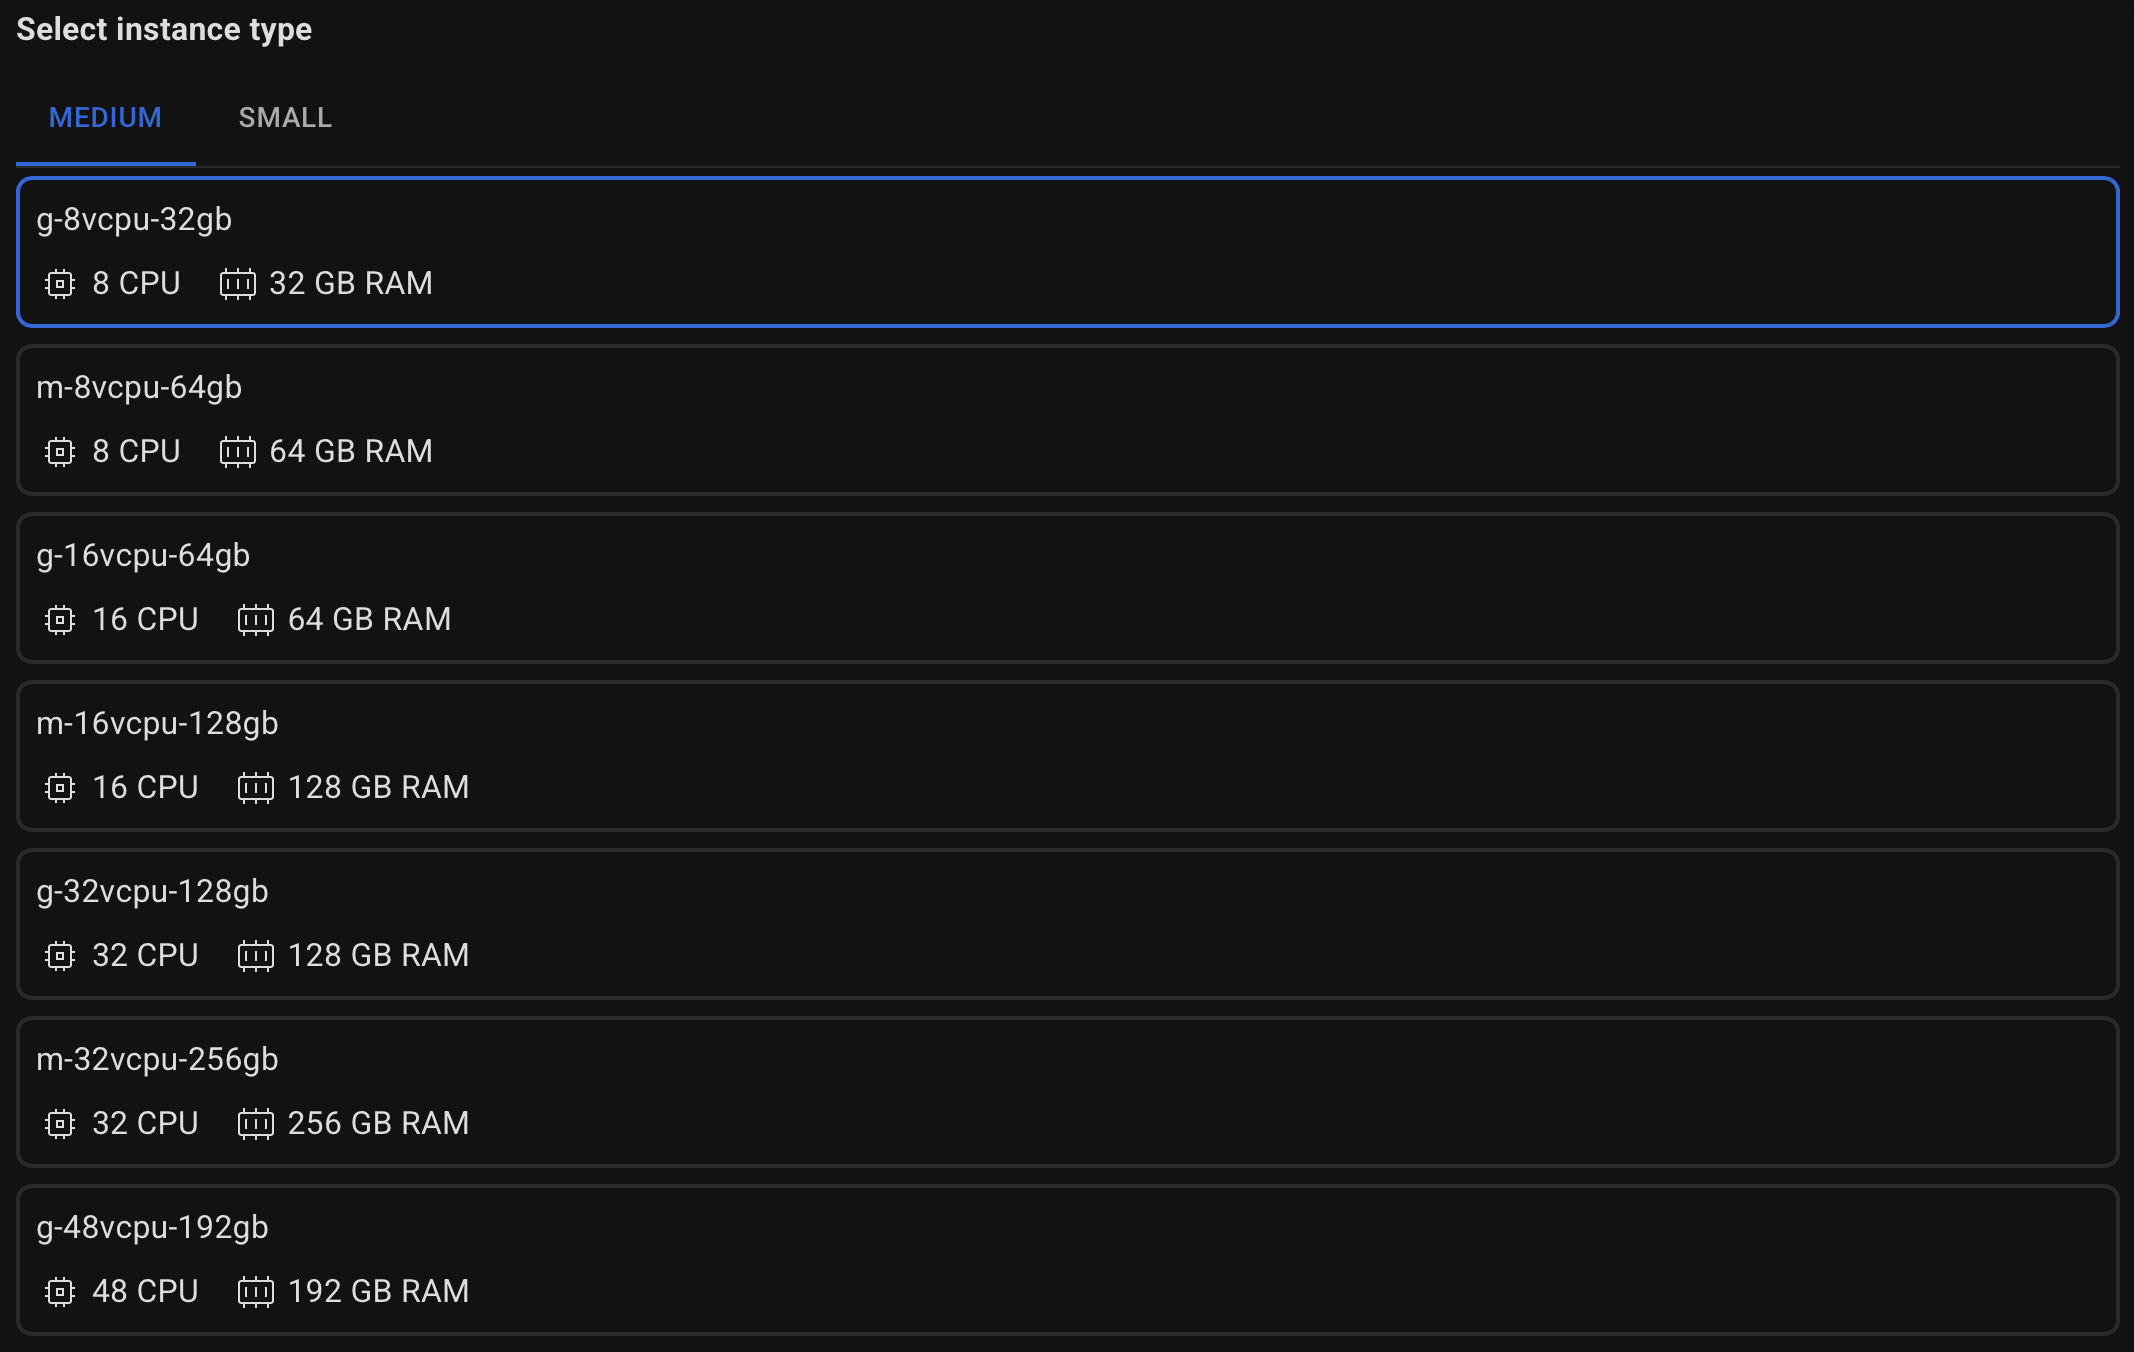 Select instance type
MEDIUM SMALL
g-8vcpu-32gb
8 CPU 32 GB RAM
m-8vcpu-64gb
8 CPU 64 GB RAM
g-16vcpu-64gb
16 CPU 64 GB RAM
m-16vcpu-128gb
16 CPU 128 GB RAM
g-32vcpu-128gb
32 CPU 128 GB RAM
m-32vcpu-256gb
32 CPU 256 GB RAM
g-48vcpu-192gb
48 CPU 192 GB RAM